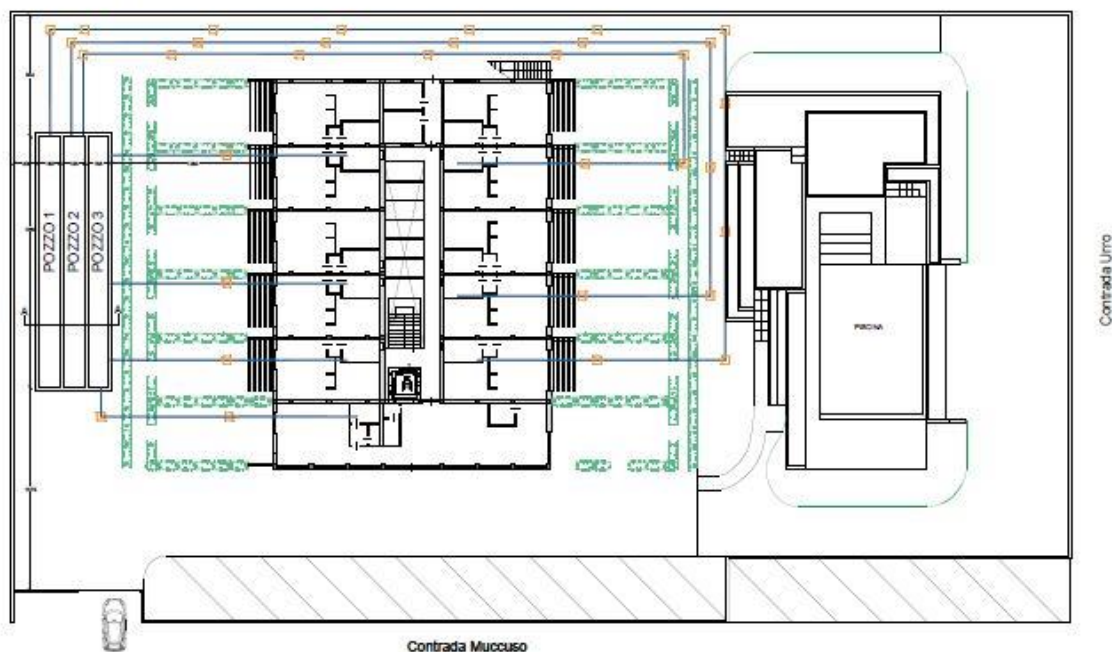 POZZO 1
POZZO 2
POZZO 3
A
A
PISCINA
Contrada Urro
Contrada Muccuso